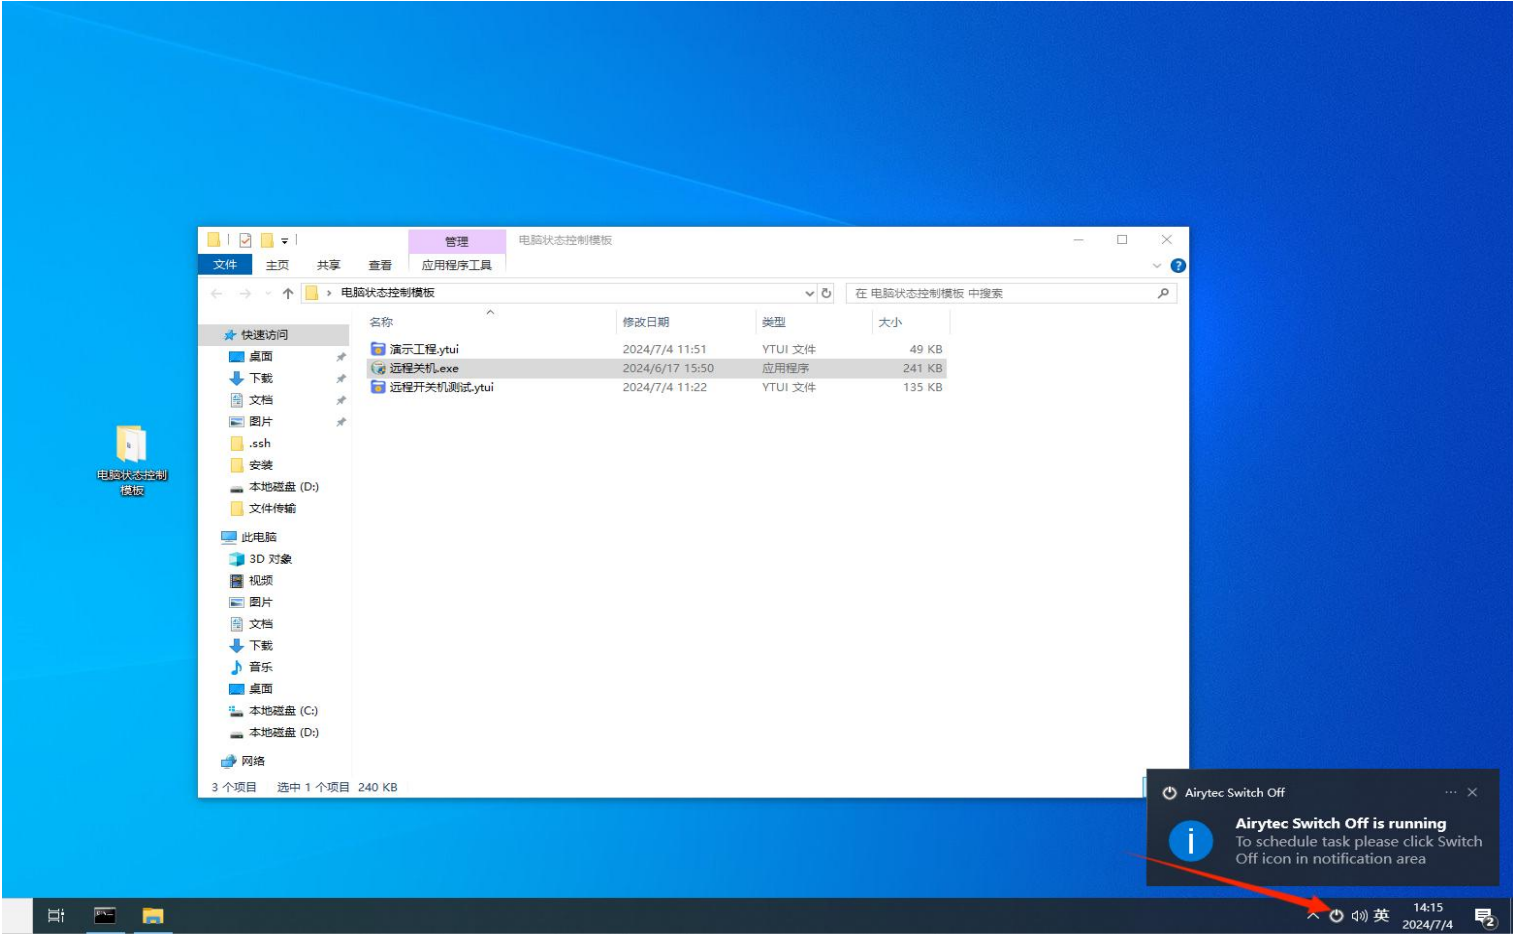 管理
电脑状态控制模板
文件
主页
共享
查看
应用程序工具
电脑状态控制模板
在 电脑状态控制模板 中搜索
名称
修改日期
类型
大小
演示工程.ytui
2024/7/4 11:51
YTUI 文件
49 KB
远程关机.exe
2024/6/17 15:50
应用程序
241 KB
远程开关机测试.ytui
2024/7/4 11:22
YTUI 文件
135 KB
快速访问
桌面
下载
文档
图片
.ssh
安装
本地磁盘 (D:)
文件传输
此电脑
3D 对象
视频
图片
文档
下载
音乐
桌面
本地磁盘 (C:)
本地磁盘 (D:)
网络
3 个项目
选中 1 个项目 240 KB
电脑状态控制
模板
Airytec Switch Off
Airytec Switch Off is running
To schedule task please click Switch
Off icon in notification area
英
14:15
2024/7/4
2